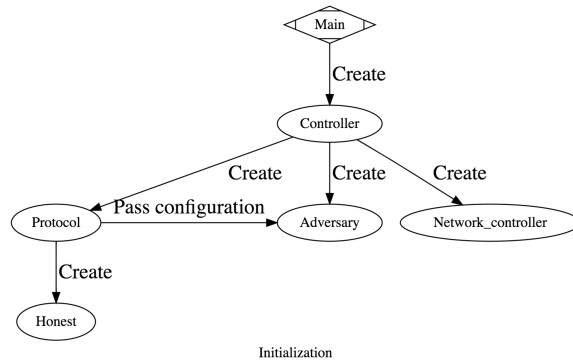 Main
Create
Controller
Create
Create
Create
Pass configuration
Protocol
Adversary
Network_controller
Create
Honest
Initialization